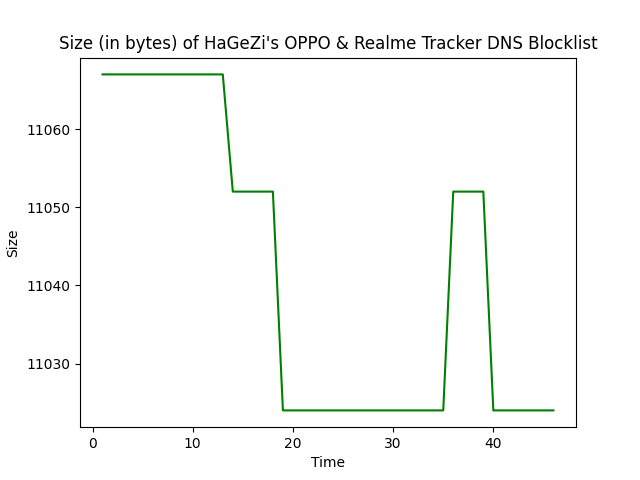 Size (in bytes) of HaGeZi's OPPO & Realme Tracker DNS Blocklist
11060
11050
11040
11030
Size
0 10 20 30 40
Time